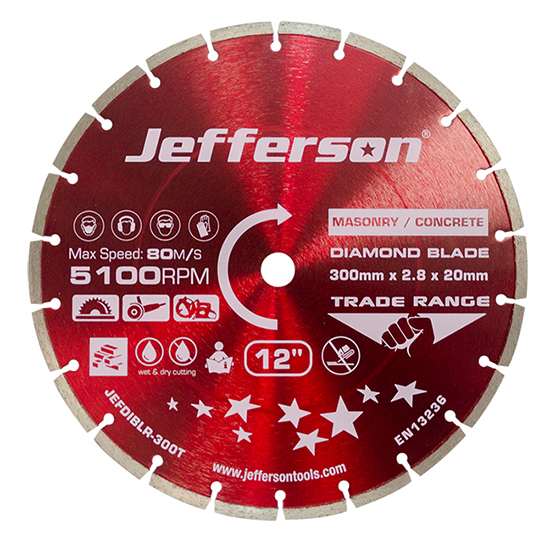 Jefferson®
MASONRY / CONCRETE
DIAMOND BLADE
300mm x 2.8 x 20mm
TRADE RANGE
Max Speed: 80M/S
5100RPM
wet & dry cutting
12"
JEFDIBLR-300T
EN13236
www.jeffersontools.com